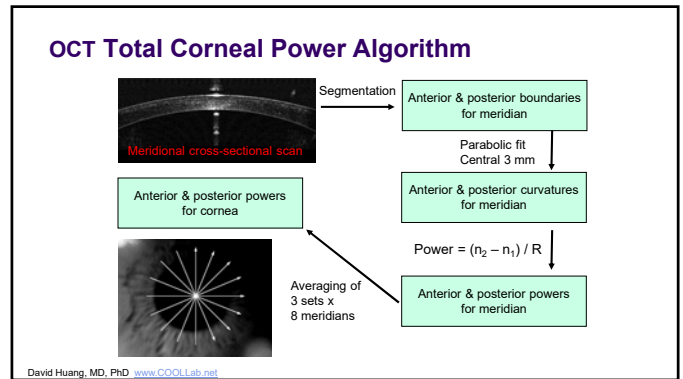 OCT Total Corneal Power Algorithm
Meridional cross-sectional scan
Segmentation
Anterior & posterior boundaries
for meridian
Parabolic fit
Central 3 mm
Anterior & posterior curvatures
for meridian
Power = (n₂ – n₁) / R
Anterior & posterior powers
for meridian
Averaging of
3 sets x
8 meridians
Anterior & posterior powers
for cornea
David Huang, MD, PhD www.COOLLab.net